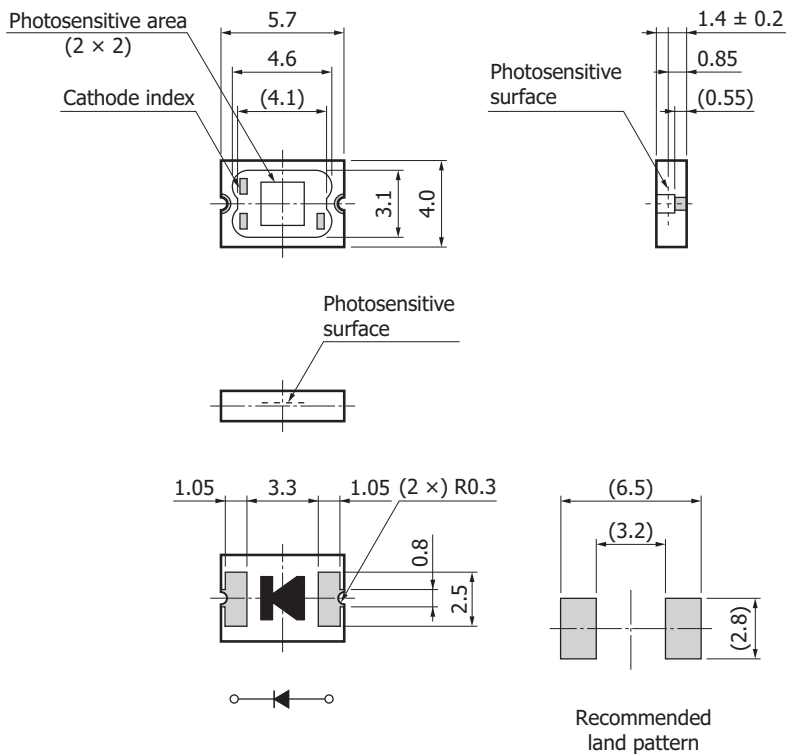 Photosensitive area
(2 × 2)
5.7
4.6
Cathode index
(4.1)
3.1
4.0
1.4 ± 0.2
0.85
Photosensitive
surface
(0.55)
Photosensitive
surface
1.05
3.3
1.05
(2 ×) R0.3
0.8
2.5
(6.5)
(3.2)
(2.8)
Recommended
land pattern